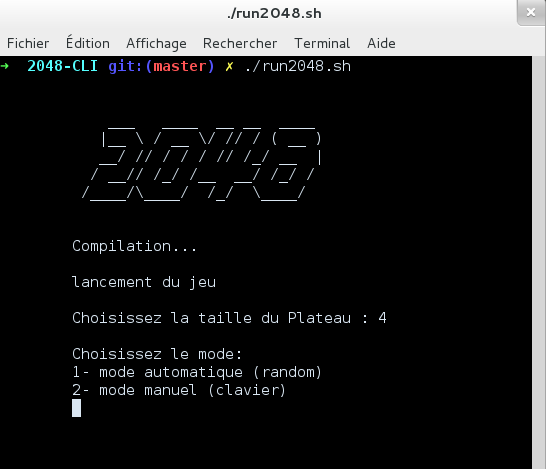 ./run2048.sh
Fichier Édition Affichage Rechercher Terminal Aide
→ 2048-CLI git:(master) ✗ ./run2048.sh
2048
Compilation...
lancement du jeu
Choisissez la taille du Plateau : 4
Choisissez le mode:
1- mode automatique (random)
2- mode manuel (clavier)